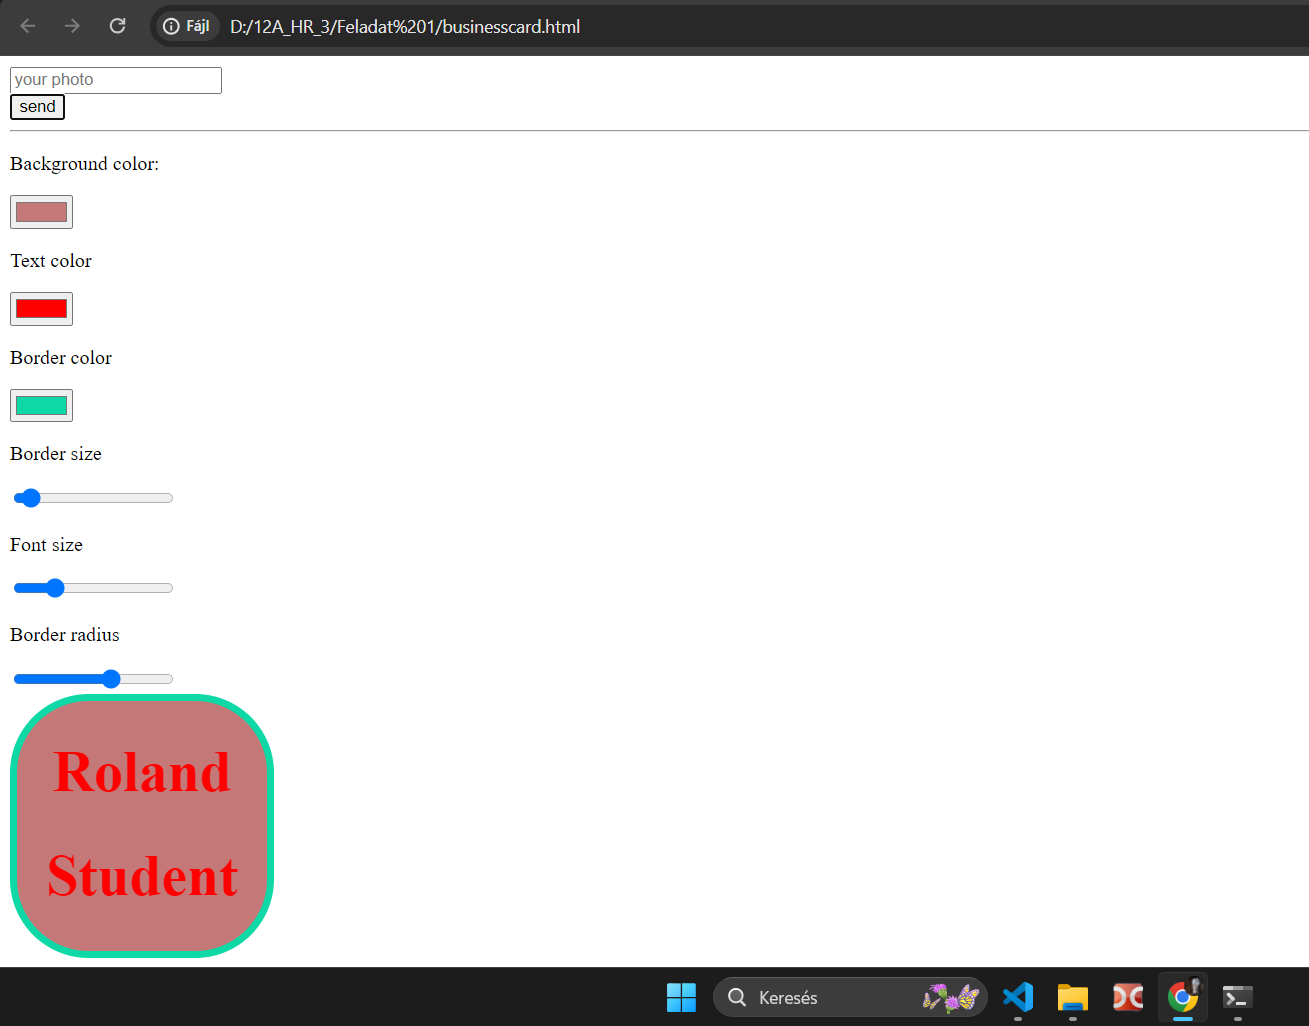 Fájl D:/12A_HR_3/Feladat%201/businesscard.html
your photo
send
Background color:
Text color
Border color
Border size
Font size
Border radius
Roland
Student
Keresés